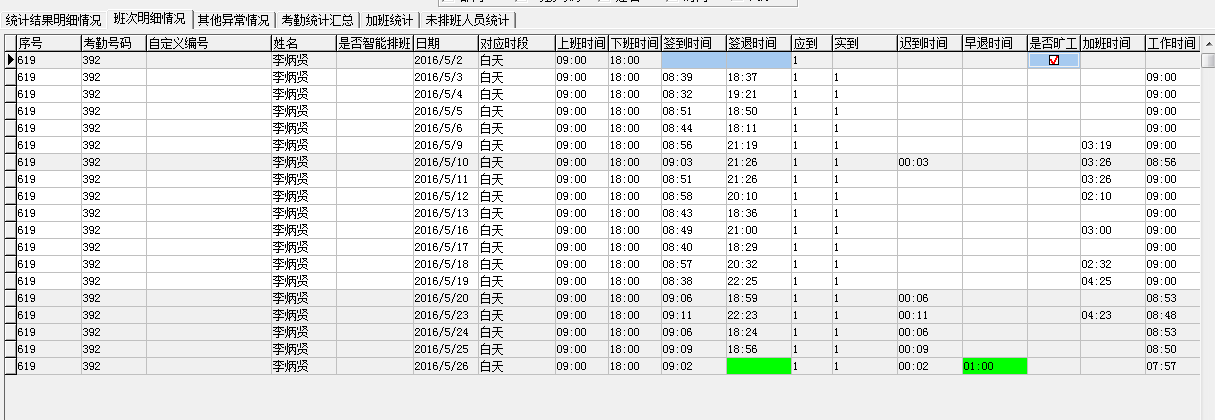 统计结果明细情况 班次明细情况 其他异常情况 考勤统计汇总 加班统计 未排班人员统计
序号 考勤号码 自定义编号 姓名 是否智能排班 日期 对应时段 上班时间 下班时间 签到时间 签退时间 应到 实到 迟到时间 早退时间 是否旷工 加班时间 工作时间
619 392 李炳贤 2016/5/2 白天 09:00 18:00 1
619 392 李炳贤 2016/5/3 白天 09:00 18:00 08:39 18:37 1 1 09:00
619 392 李炳贤 2016/5/4 白天 09:00 18:00 08:32 19:21 1 1 09:00
619 392 李炳贤 2016/5/5 白天 09:00 18:00 08:51 18:50 1 1 09:00
619 392 李炳贤 2016/5/6 白天 09:00 18:00 08:44 18:11 1 1 09:00
619 392 李炳贤 2016/5/9 白天 09:00 18:00 08:56 21:19 1 1 03:19 09:00
619 392 李炳贤 2016/5/10 白天 09:00 18:00 09:03 21:26 1 1 00:03 03:26 08:56
619 392 李炳贤 2016/5/11 白天 09:00 18:00 08:51 21:26 1 1 03:26 09:00
619 392 李炳贤 2016/5/12 白天 09:00 18:00 08:58 20:10 1 1 02:10 09:00
619 392 李炳贤 2016/5/13 白天 09:00 18:00 08:43 18:36 1 1 09:00
619 392 李炳贤 2016/5/16 白天 09:00 18:00 08:49 21:00 1 1 03:00 09:00
619 392 李炳贤 2016/5/17 白天 09:00 18:00 08:40 18:29 1 1 09:00
619 392 李炳贤 2016/5/18 白天 09:00 18:00 08:57 20:32 1 1 02:32 09:00
619 392 李炳贤 2016/5/19 白天 09:00 18:00 08:38 22:25 1 1 04:25 09:00
619 392 李炳贤 2016/5/20 白天 09:00 18:00 09:06 18:59 1 1 00:06 08:53
619 392 李炳贤 2016/5/23 白天 09:00 18:00 09:11 22:23 1 1 00:11 04:23 08:48
619 392 李炳贤 2016/5/24 白天 09:00 18:00 09:06 18:24 1 1 00:06 08:53
619 392 李炳贤 2016/5/25 白天 09:00 18:00 09:09 18:56 1 1 00:09 08:50
619 392 李炳贤 2016/5/26 白天 09:00 18:00 09:02 1 1 00:02 01:00 07:57